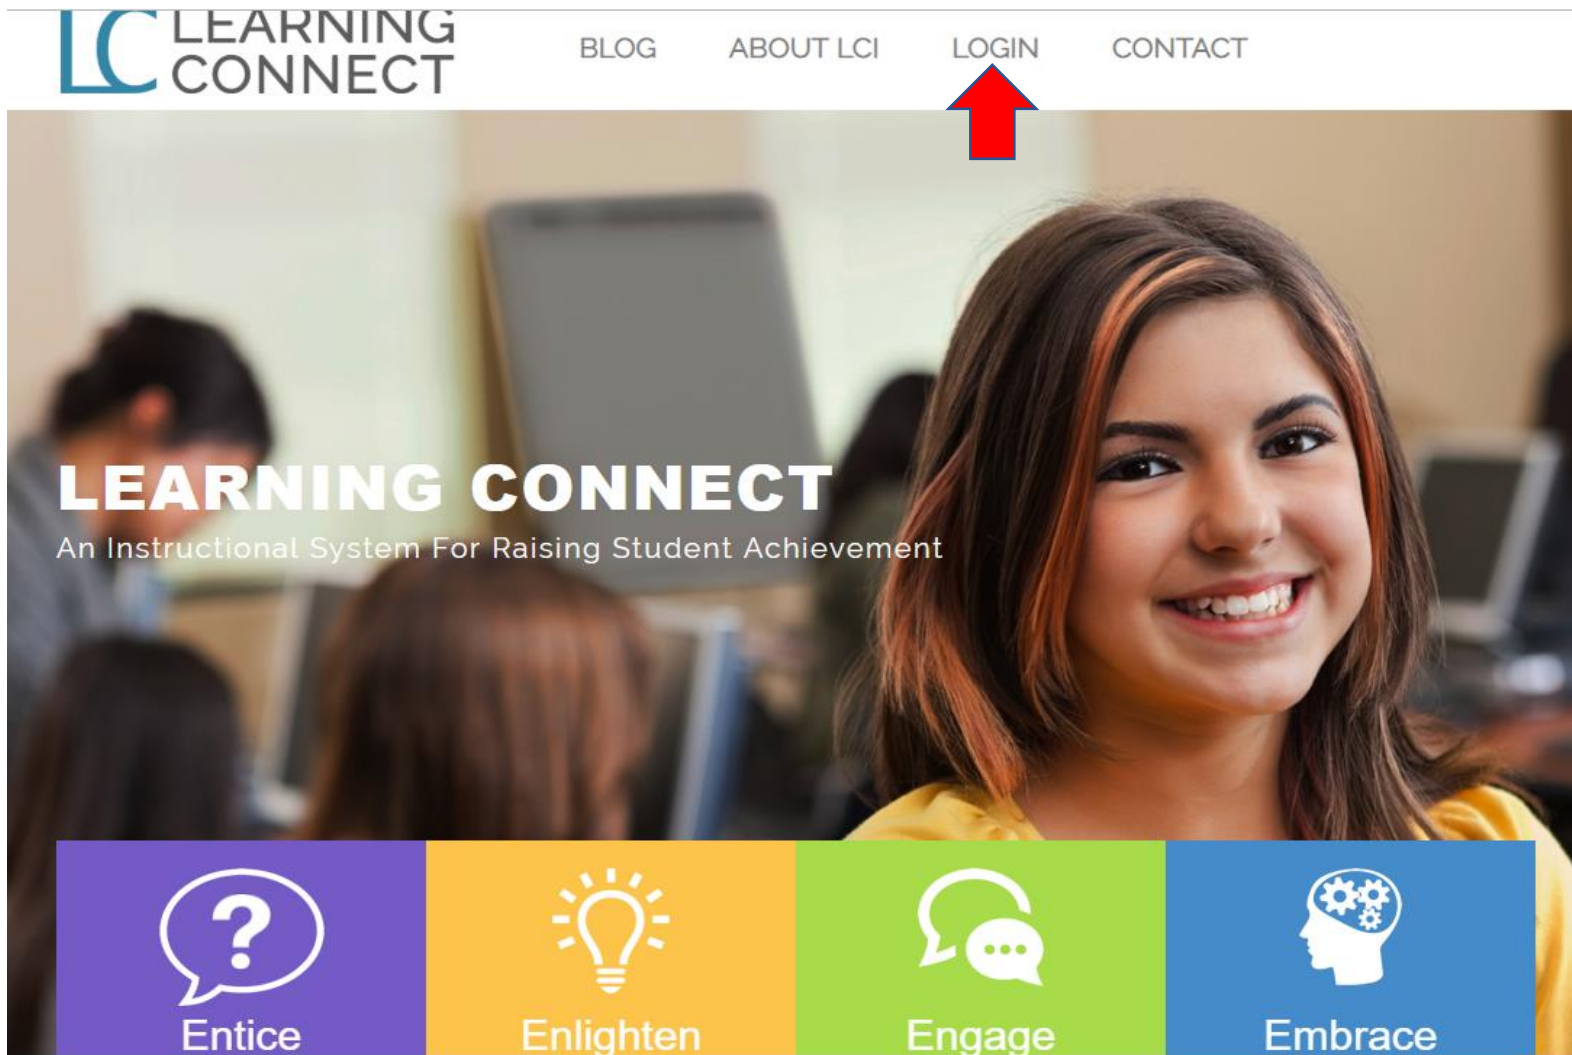 LC LEARNING
CONNECT
BLOG ABOUT LCI LOGIN CONTACT
LEARNING CONNECT
An Instructional System For Raising Student Achievement
?
Entice Enlighten Engage Embrace